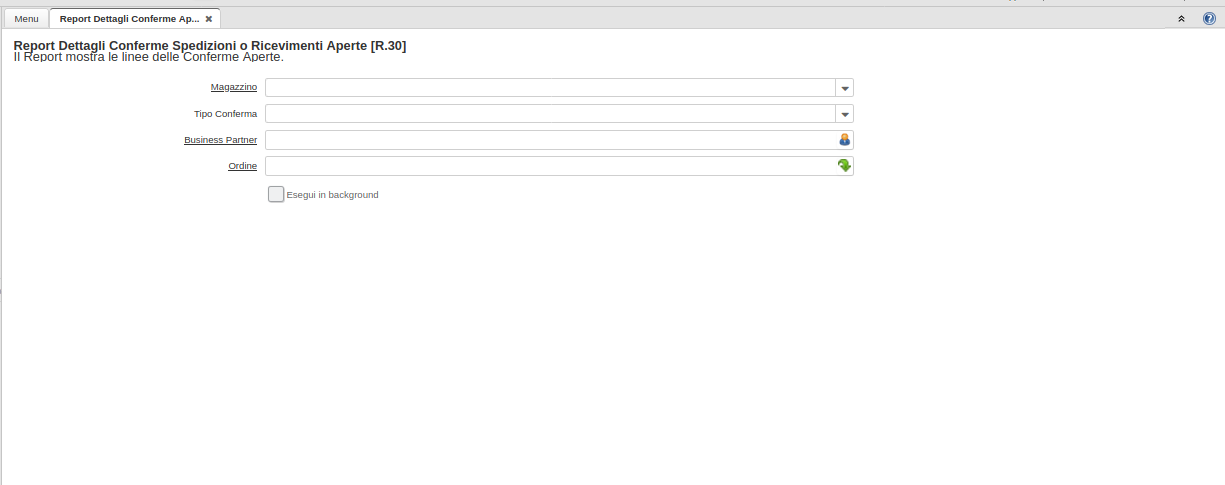 Menu
Report Dettagli Conferme Ap...
Report Dettagli Conferme Spedizioni o Ricevimenti Aperte [R.30]
Il Report mostra le linee delle Conferme Aperte.
Magazzino
Tipo Conferma
Business Partner
Ordine
Esegui in background